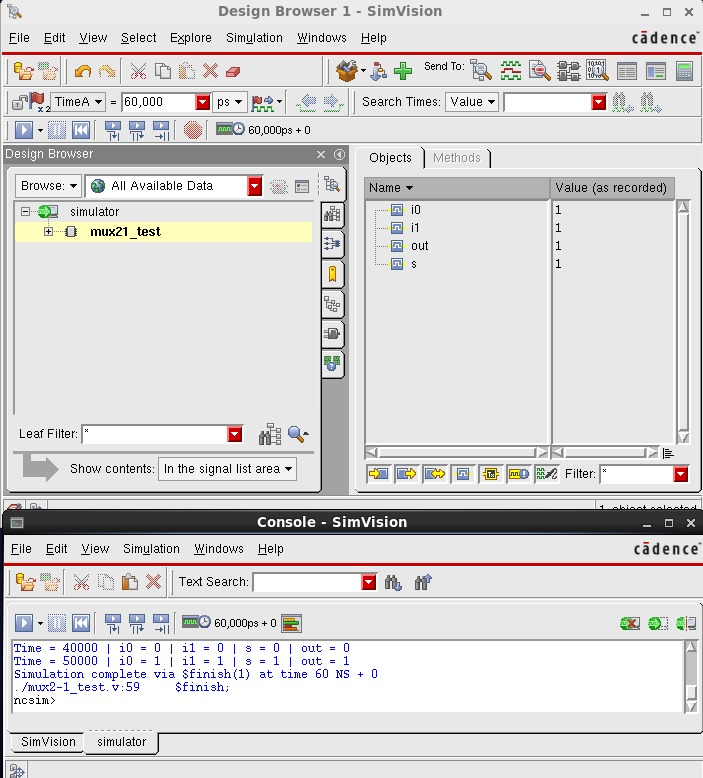 Design Browser 1 - SimVision
File Edit View Select Explore Simulation Windows Help cādence™
Send To:
x2 TimeA = 60,000 ps Search Times: Value
60,000ps + 0
Design Browser
Browse: All Available Data
simulator
mux21_test
Leaf Filter: *
Show contents: In the signal list area
Objects Methods
Name Value (as recorded)
i0 1
i1 1
out 1
s 1
Filter: *
1 object selected
Console - SimVision
File Edit View Simulation Windows Help cādence™
Text Search:
60,000ps + 0
Time = 40000 | i0 = 0 | i1 = 0 | s = 0 | out = 0
Time = 50000 | i0 = 1 | i1 = 1 | s = 1 | out = 1
Simulation complete via $finish(1) at time 60 NS + 0
./mux2-1_test.v:59 $finish;
ncsim>
SimVision simulator